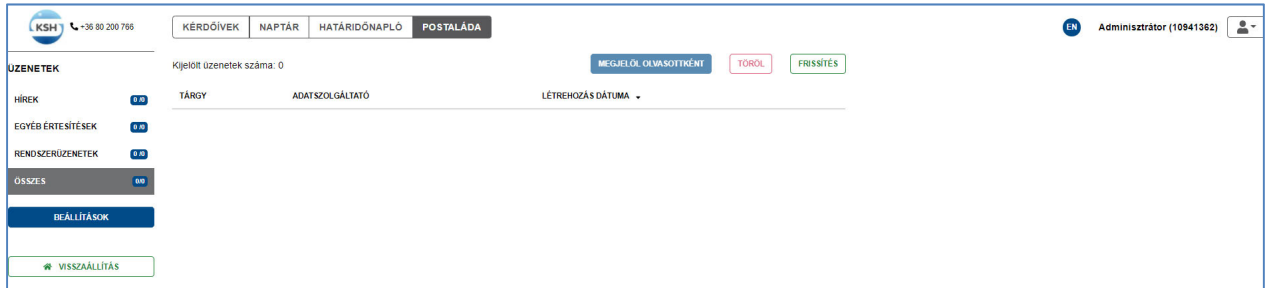 KSH +36 80 200 766 KÉRDŐÍVEK NAPTÁR HATÁRIDŐNAPLÓ POSTALÁDA EN Adminisztrátor (10941362)
ÜZENETEK Kijelölt üzenetek száma: 0 MEGJELÖL OLVASOTTKÉNT TÖRÖL FRISSÍTÉS
HÍREK 0 /0 TÁRGY ADATSZOLGÁLTATÓ LÉTREHOZÁS DÁTUMA
EGYÉB ÉRTESÍTÉSEK 0 /0
RENDSZERÜZENETEK 0 /0
ÖSSZES 0/0
BEÁLLÍTÁSOK
VISSZAÁLLÍTÁS